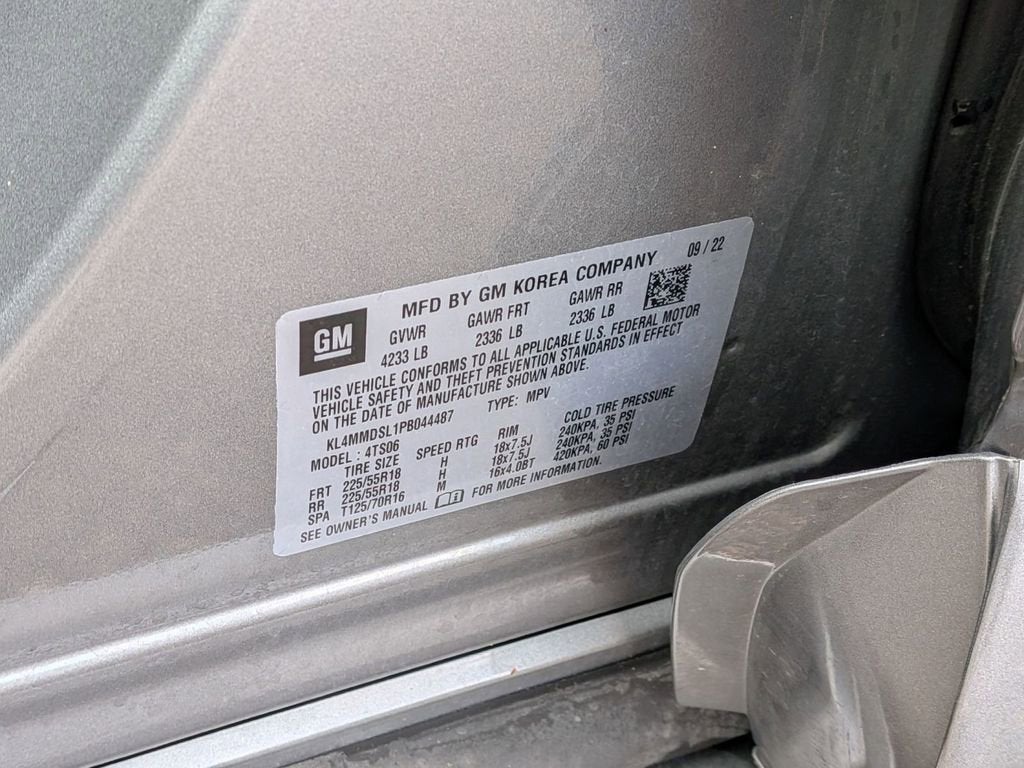 MFD BY GM KOREA COMPANY 09 / 22
GM
GVWR GAWR FRT GAWR RR
4233 LB 2336 LB 2336 LB
THIS VEHICLE CONFORMS TO ALL APPLICABLE U.S. FEDERAL MOTOR
VEHICLE SAFETY AND THEFT PREVENTION STANDARDS IN EFFECT
ON THE DATE OF MANUFACTURE SHOWN ABOVE.
KL4MMDSL1PB044487 TYPE: MPV
MODEL : 4TS06
TIRE SIZE SPEED RTG RIM COLD TIRE PRESSURE
FRT 225/55R18 H 18x7.5J 240KPA, 35 PSI
RR 225/55R18 H 18x7.5J 240KPA, 35 PSI
SPA T125/70R16 M 16x4.0BT 420KPA, 60 PSI
SEE OWNER'S MANUAL FOR MORE INFORMATION.